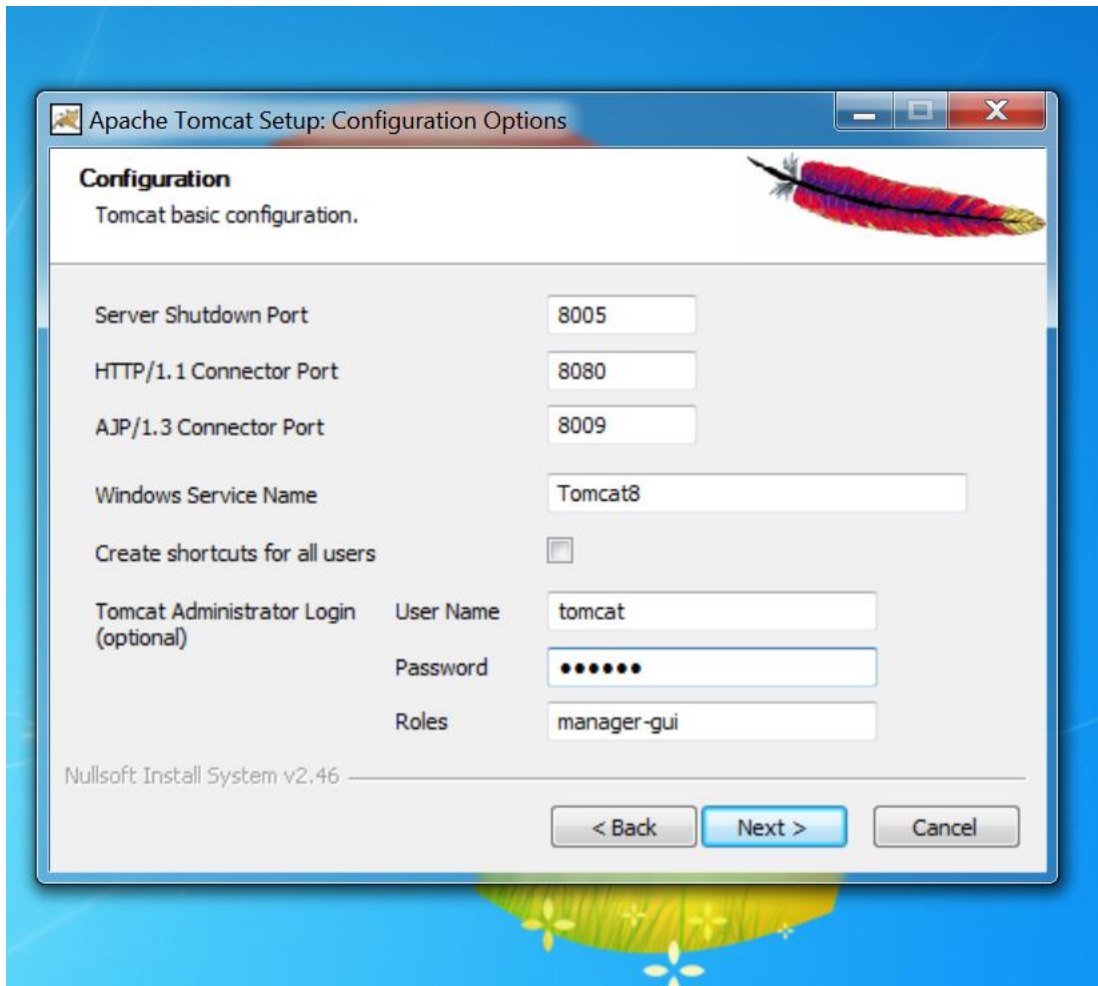 Apache Tomcat Setup: Configuration Options
Configuration
Tomcat basic configuration.
Server Shutdown Port 8005
HTTP/1.1 Connector Port 8080
AJP/1.3 Connector Port 8009
Windows Service Name Tomcat8
Create shortcuts for all users
Tomcat Administrator Login User Name tomcat
(optional)
Password ●●●●●●
Roles manager-gui
Nullsoft Install System v2.46
< Back Next > Cancel